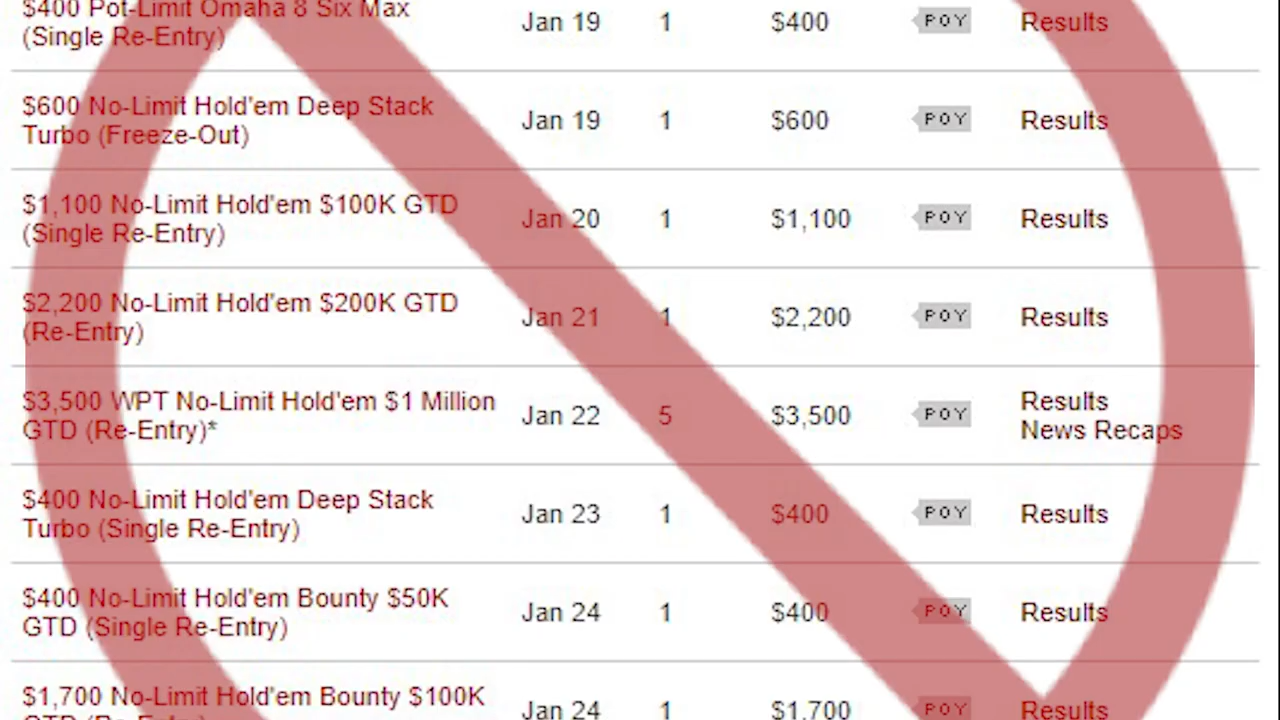 $400 Pot-Limit Omaha 8 Six Max
(Single Re-Entry) Jan 19 1 $400 POY Results
$600 No-Limit Hold'em Deep Stack
Turbo (Freeze-Out) Jan 19 1 $600 POY Results
$1,100 No-Limit Hold'em $100K GTD
(Single Re-Entry) Jan 20 1 $1,100 POY Results
$2,200 No-Limit Hold'em $200K GTD
(Re-Entry) Jan 21 1 $2,200 POY Results
$3,500 WPT No-Limit Hold'em $1 Million
GTD (Re-Entry)* Jan 22 5 $3,500 POY Results
News Recaps
$400 No-Limit Hold'em Deep Stack
Turbo (Single Re-Entry) Jan 23 1 $400 POY Results
$400 No-Limit Hold'em Bounty $50K
GTD (Single Re-Entry) Jan 24 1 $400 POY Results
$1,700 No-Limit Hold'em Bounty $100K
GTD (Re-Entry) Jan 24 1 $1,700 POY Results